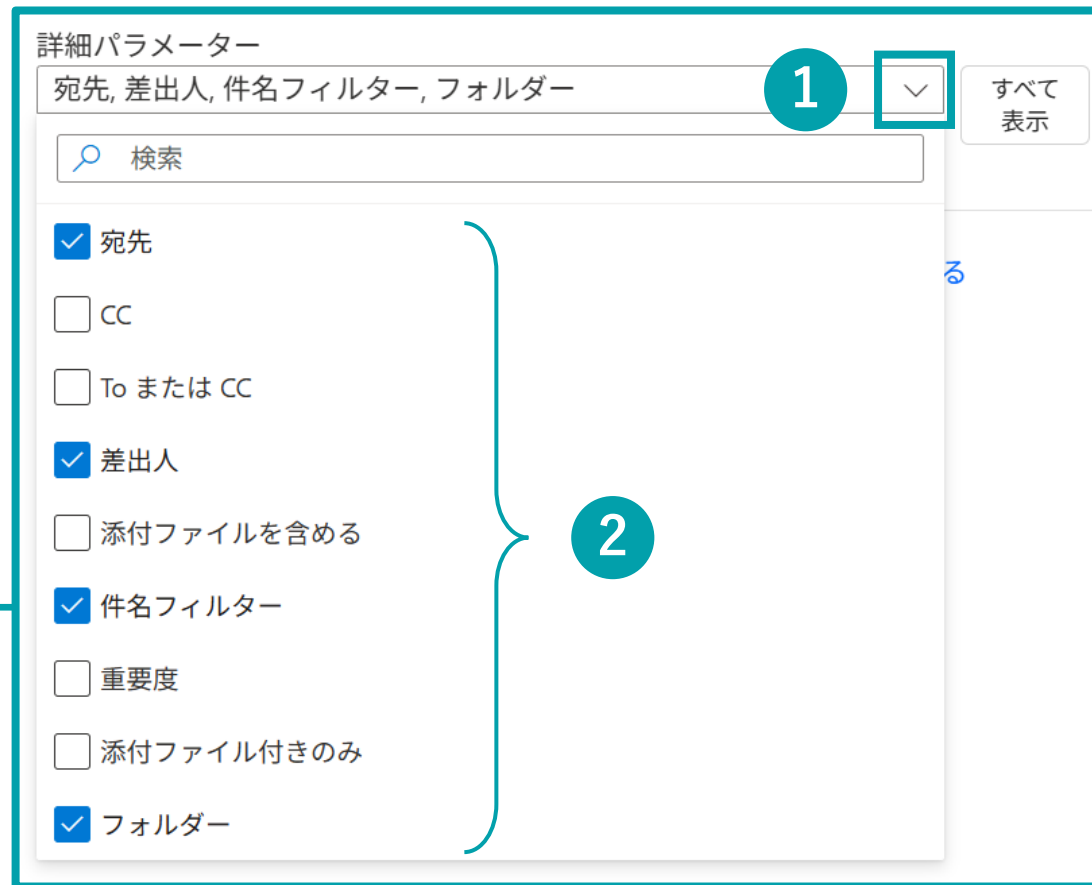 詳細パラメーター
宛先, 差出人, 件名フィルター, フォルダー
1
すべて
表示
検索
宛先
る
CC
To または CC
差出人
添付ファイルを含める
2
件名フィルター
重要度
添付ファイル付きのみ
フォルダー